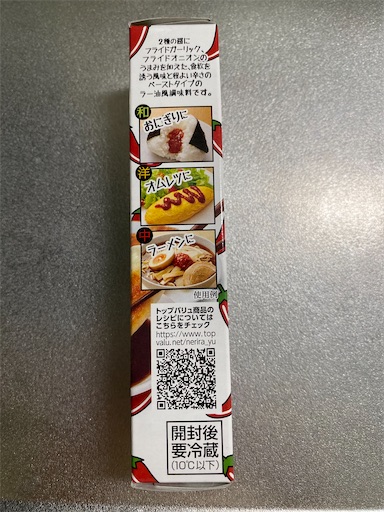 2種の醤に
フライドガーリック、
フライドオニオンの
うまみを加えた、食欲を
誘う風味と程よい辛さの
ペーストタイプの
ラー油風調味料です。
和
おにぎりに
洋
オムレツに
中
ラーメンに
使用例
トップバリュ商品の
レシピについては
こちらをチェック
https://www.top
valu.net/nerira_yu
開封後
要冷蔵
(10℃以下)